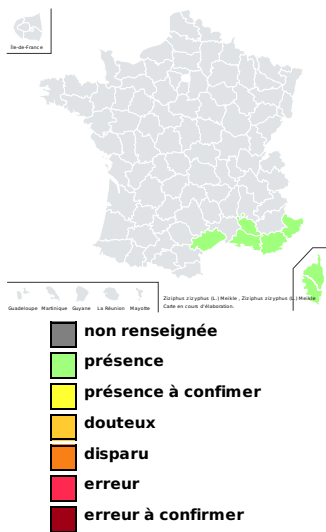 Île-de-France
Guadeloupe Martinique Guyane La Réunion Mayotte
Ziziphus zizyphus (L.) Meikle , Ziziphus zizyphus (L.) Meikle
Carte en cours d'élaboration.
non renseignée
présence
présence à confimer
douteux
disparu
erreur
erreur à confirmer